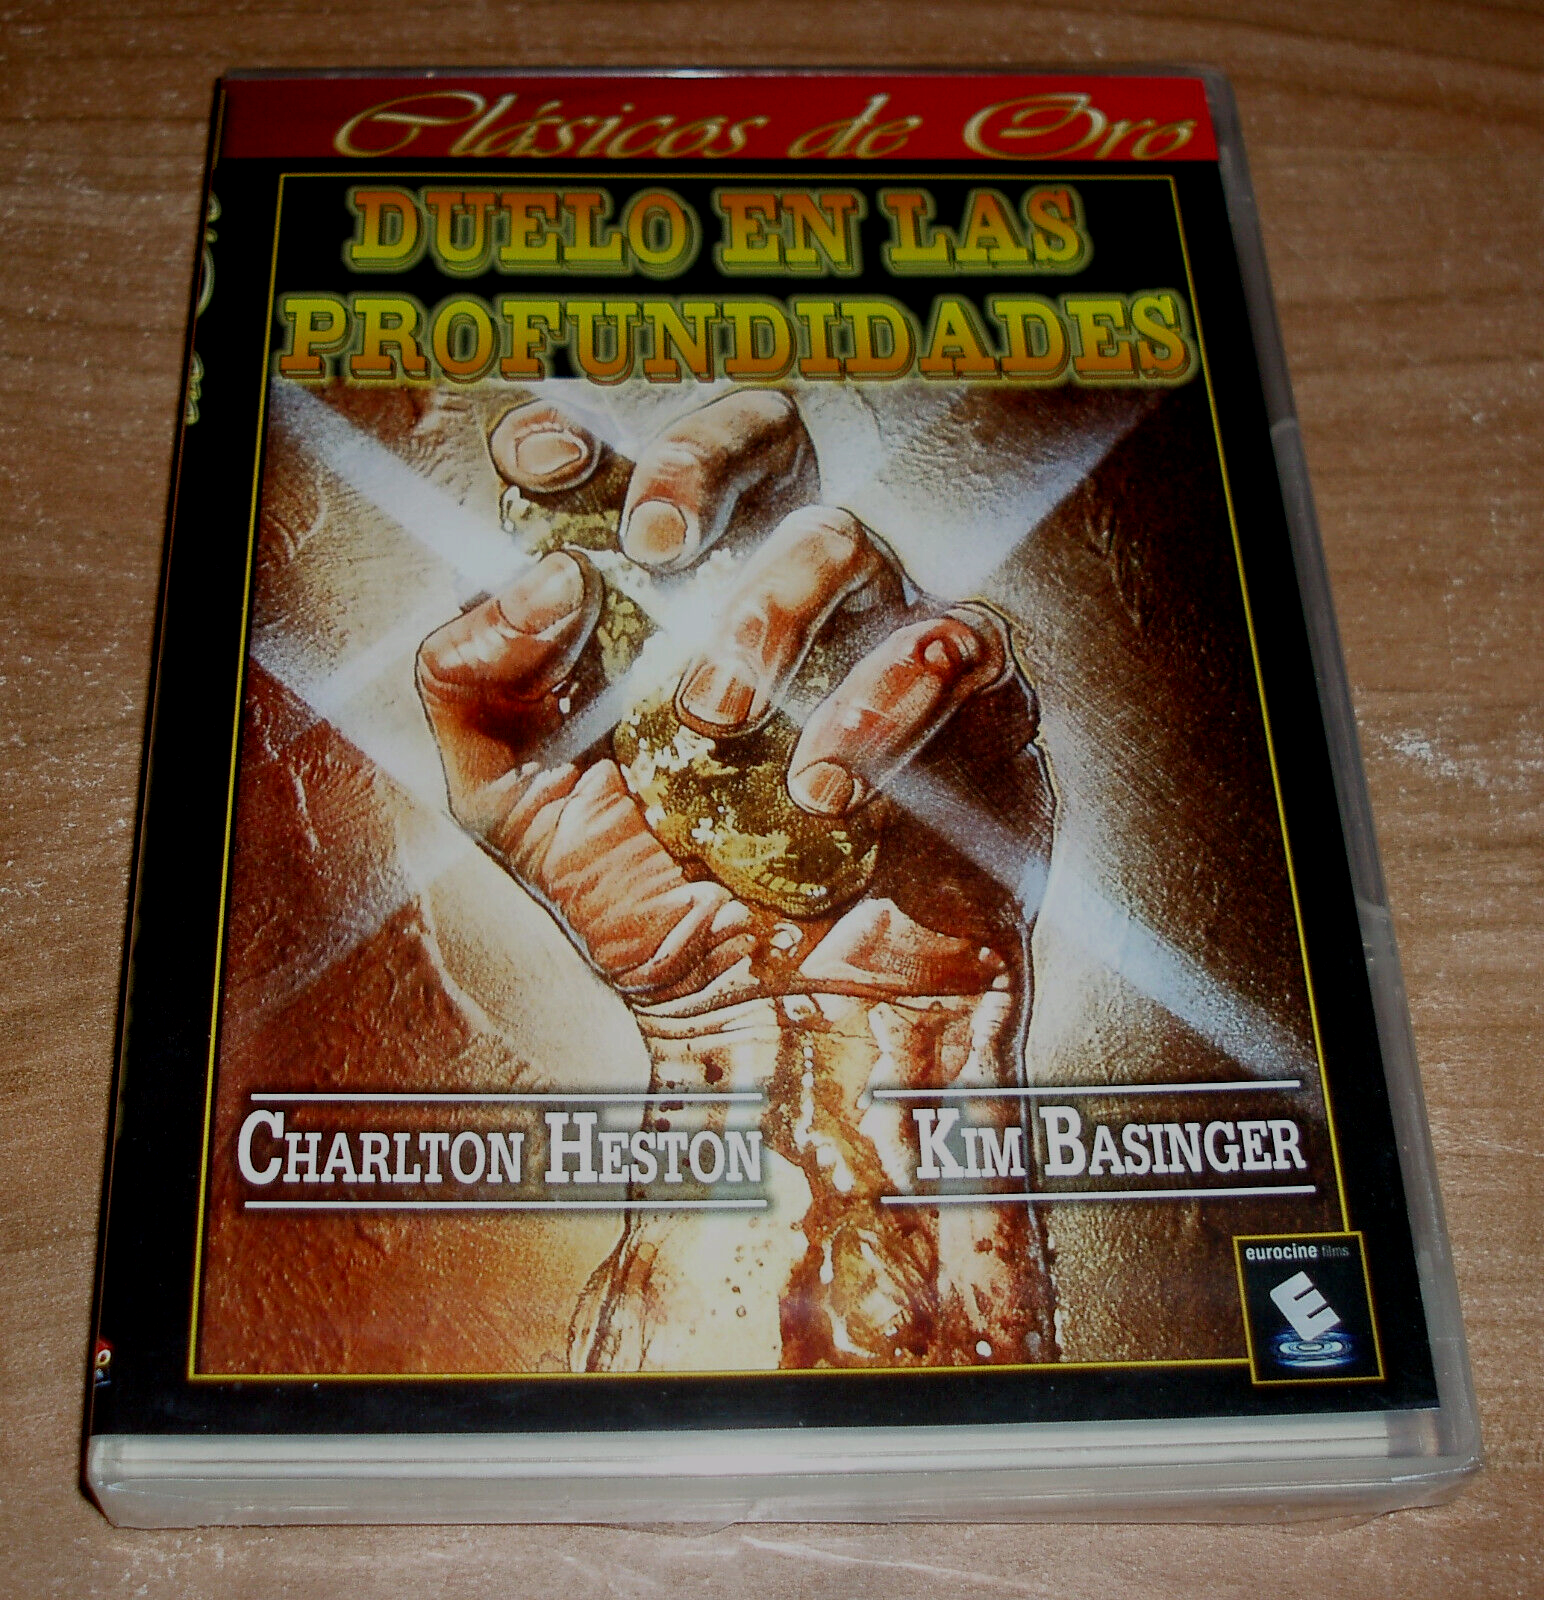 Clásicos de Oro
DUELO EN LAS
PROFUNDIDADES
CHARLTON HESTON
KIM BASINGER
eurocine films
E